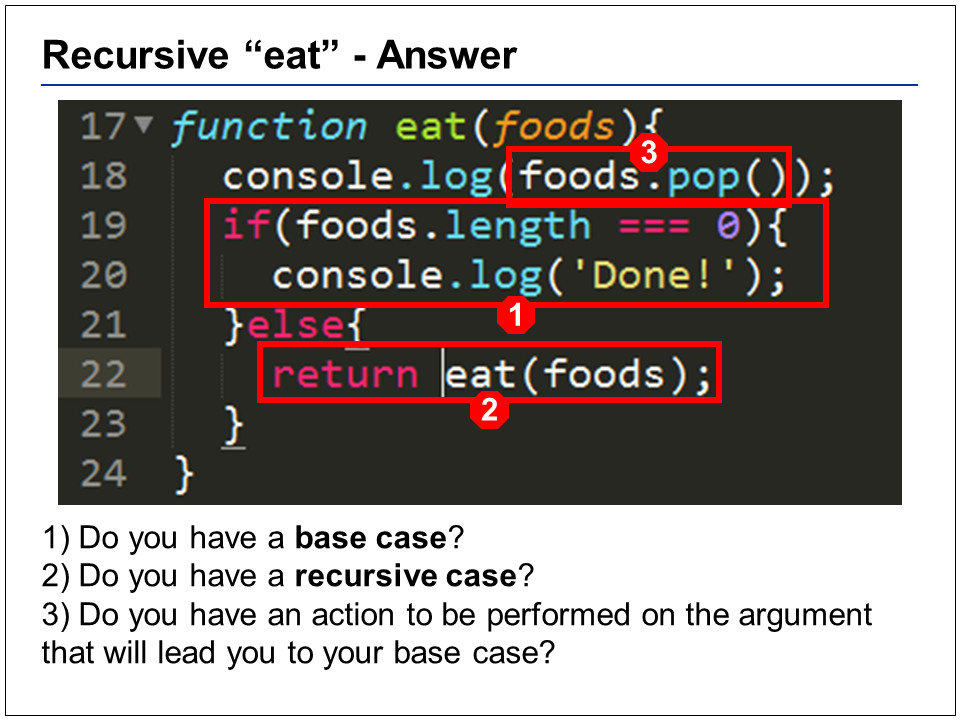 Recursive “eat” - Answer
17 function eat(foods){
3
18 console.log(foods.pop());
19 if(foods.length === 0){
20 console.log('Done!');
1
21 }else{
22 return eat(foods);
2
23 }
24 }
1) Do you have a base case?
2) Do you have a recursive case?
3) Do you have an action to be performed on the argument
that will lead you to your base case?